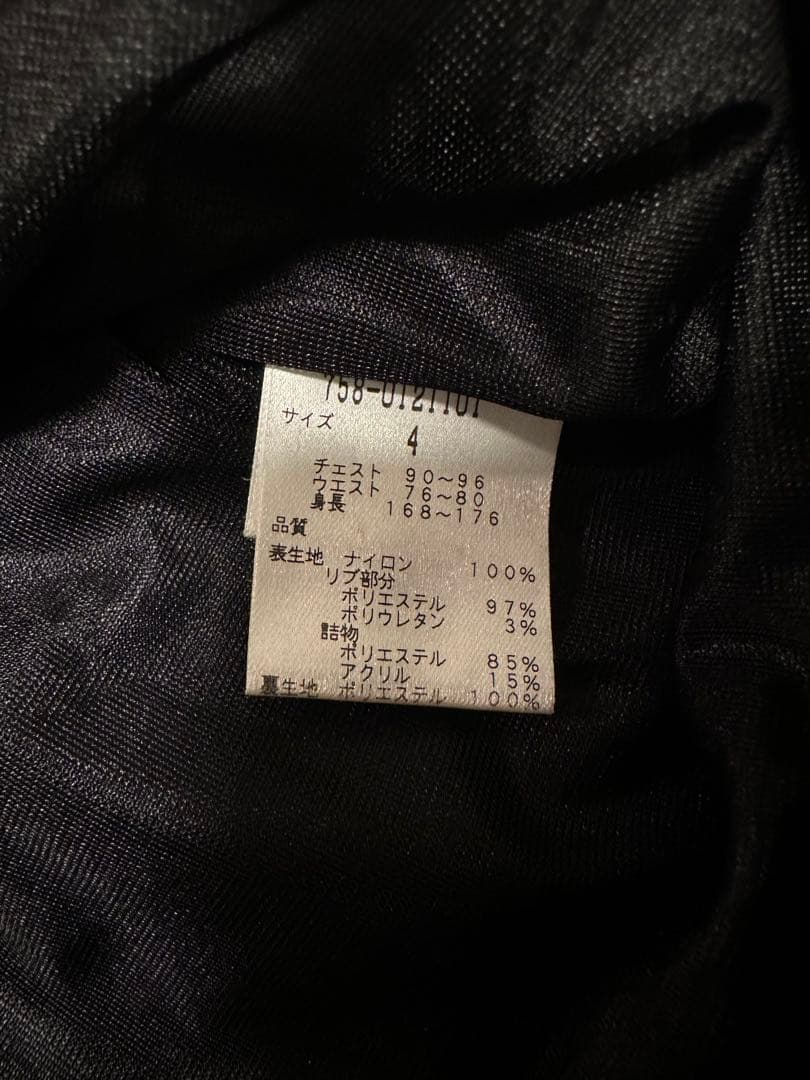 758-0121101
サイズ
4
チェスト 90～96
ウエスト 76～80
身長 168～176
品質
表生地 ナイロン 100%
リブ部分
ポリエステル 97%
ポリウレタン 3%
詰物
ポリエステル 85%
アクリル 15%
裏生地 ポリエステル 100%